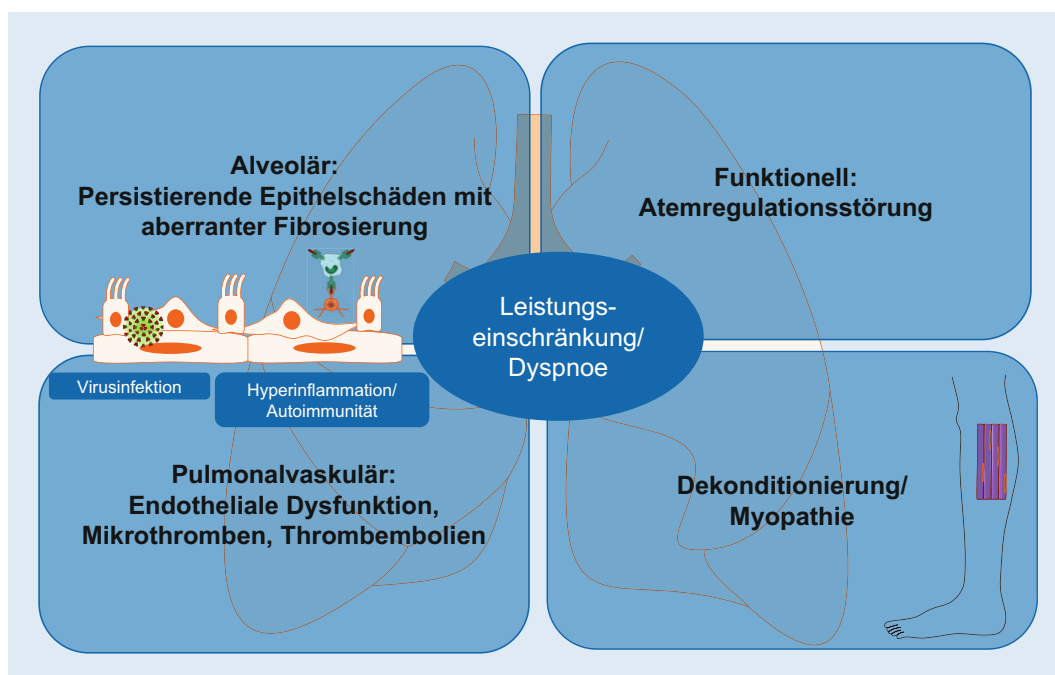 Alveolär:
Persistierende Epithelschäden mit
aberranter Fibrosierung
Funktionell:
Atemregulationsstörung
Leistungs-
einschränkung/
Dyspnoe
Virusinfektion
Hyperinflammation/
Autoimmunität
Pulmonalvaskulär:
Endotheliale Dysfunktion,
Mikrothromben, Thrombembolien
Dekonditionierung/
Myopathie